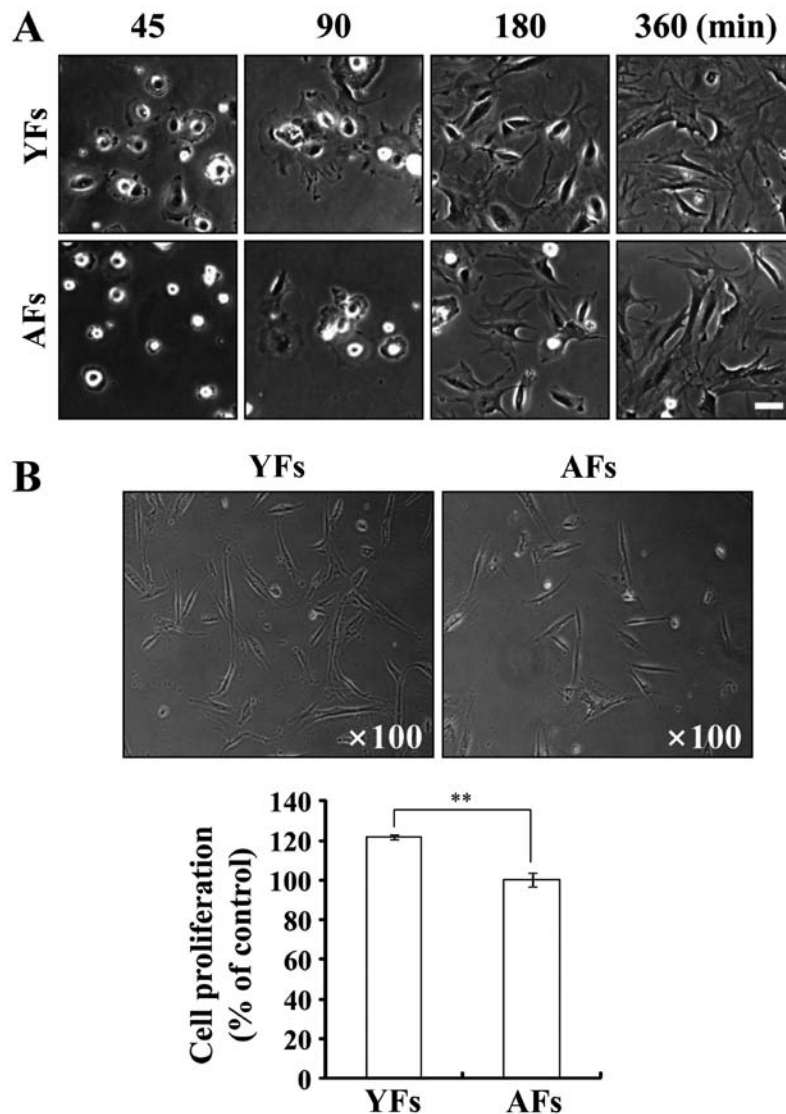 A
45 90 180 360 (min)
YFs
AFs
B
YFs AFs
×100 ×100
Cell proliferation
(% of control)
140
120
100
80
60
40
20
0
**
YFs AFs